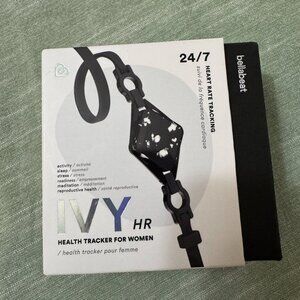 24/7
HEART RATE TRACKING
suivi de la fréquence cardiaque
bellabeat
activity / activité
sleep / sommeil
stress / stress
readiness / empressement
meditation / méditation
reproductive health / santé reproductive
IVY HR
HEALTH TRACKER FOR WOMEN
/ health tracker pour femme